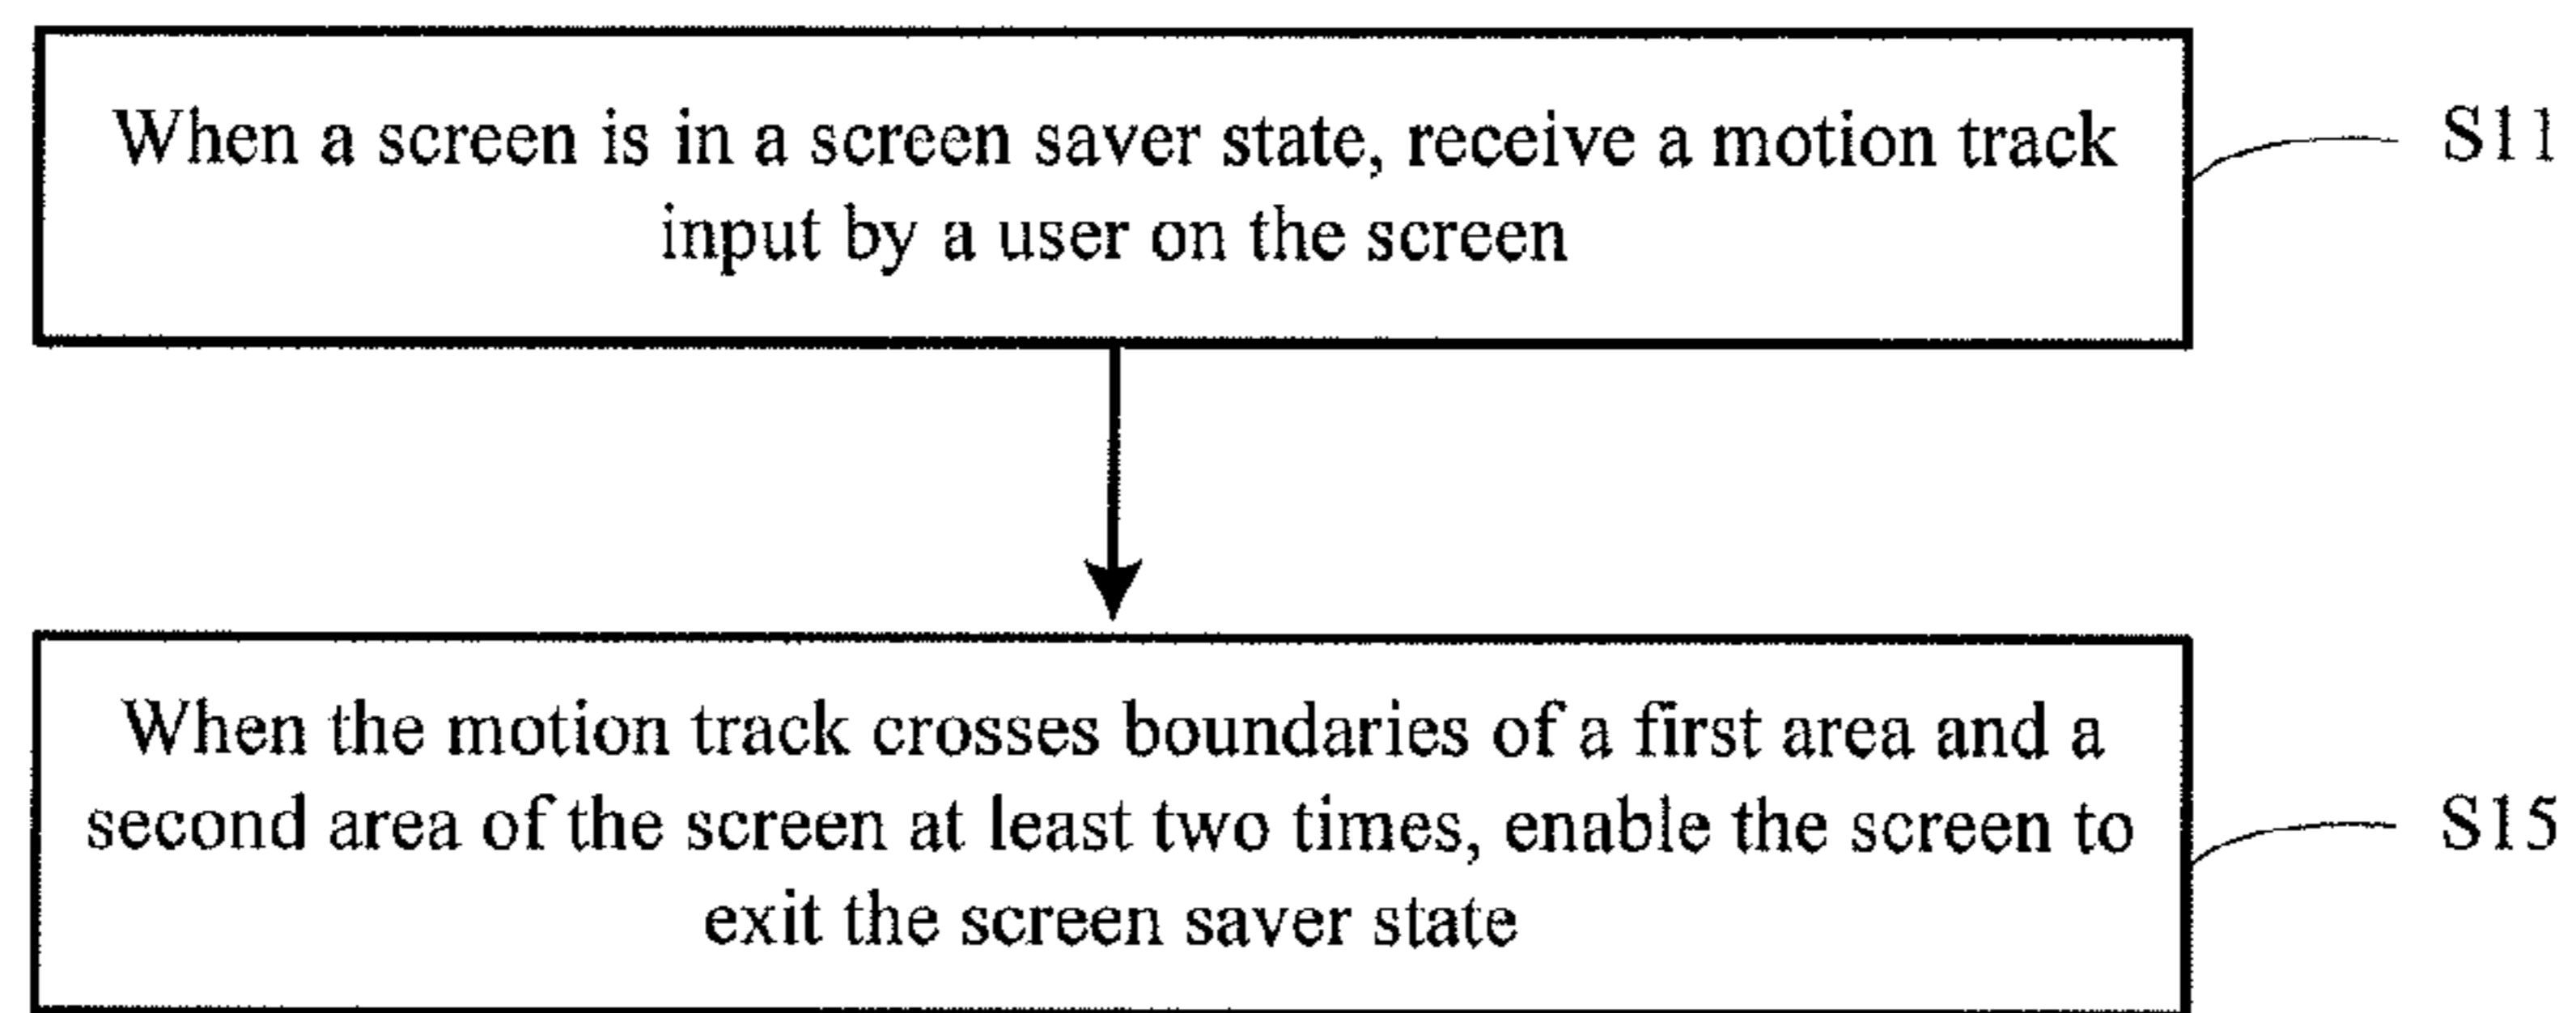 When a screen is in a screen saver state, receive a motion track
input by a user on the screen
S11
When the motion track crosses boundaries of a first area and a
second area of the screen at least two times, enable the screen to
exit the screen saver state
S15